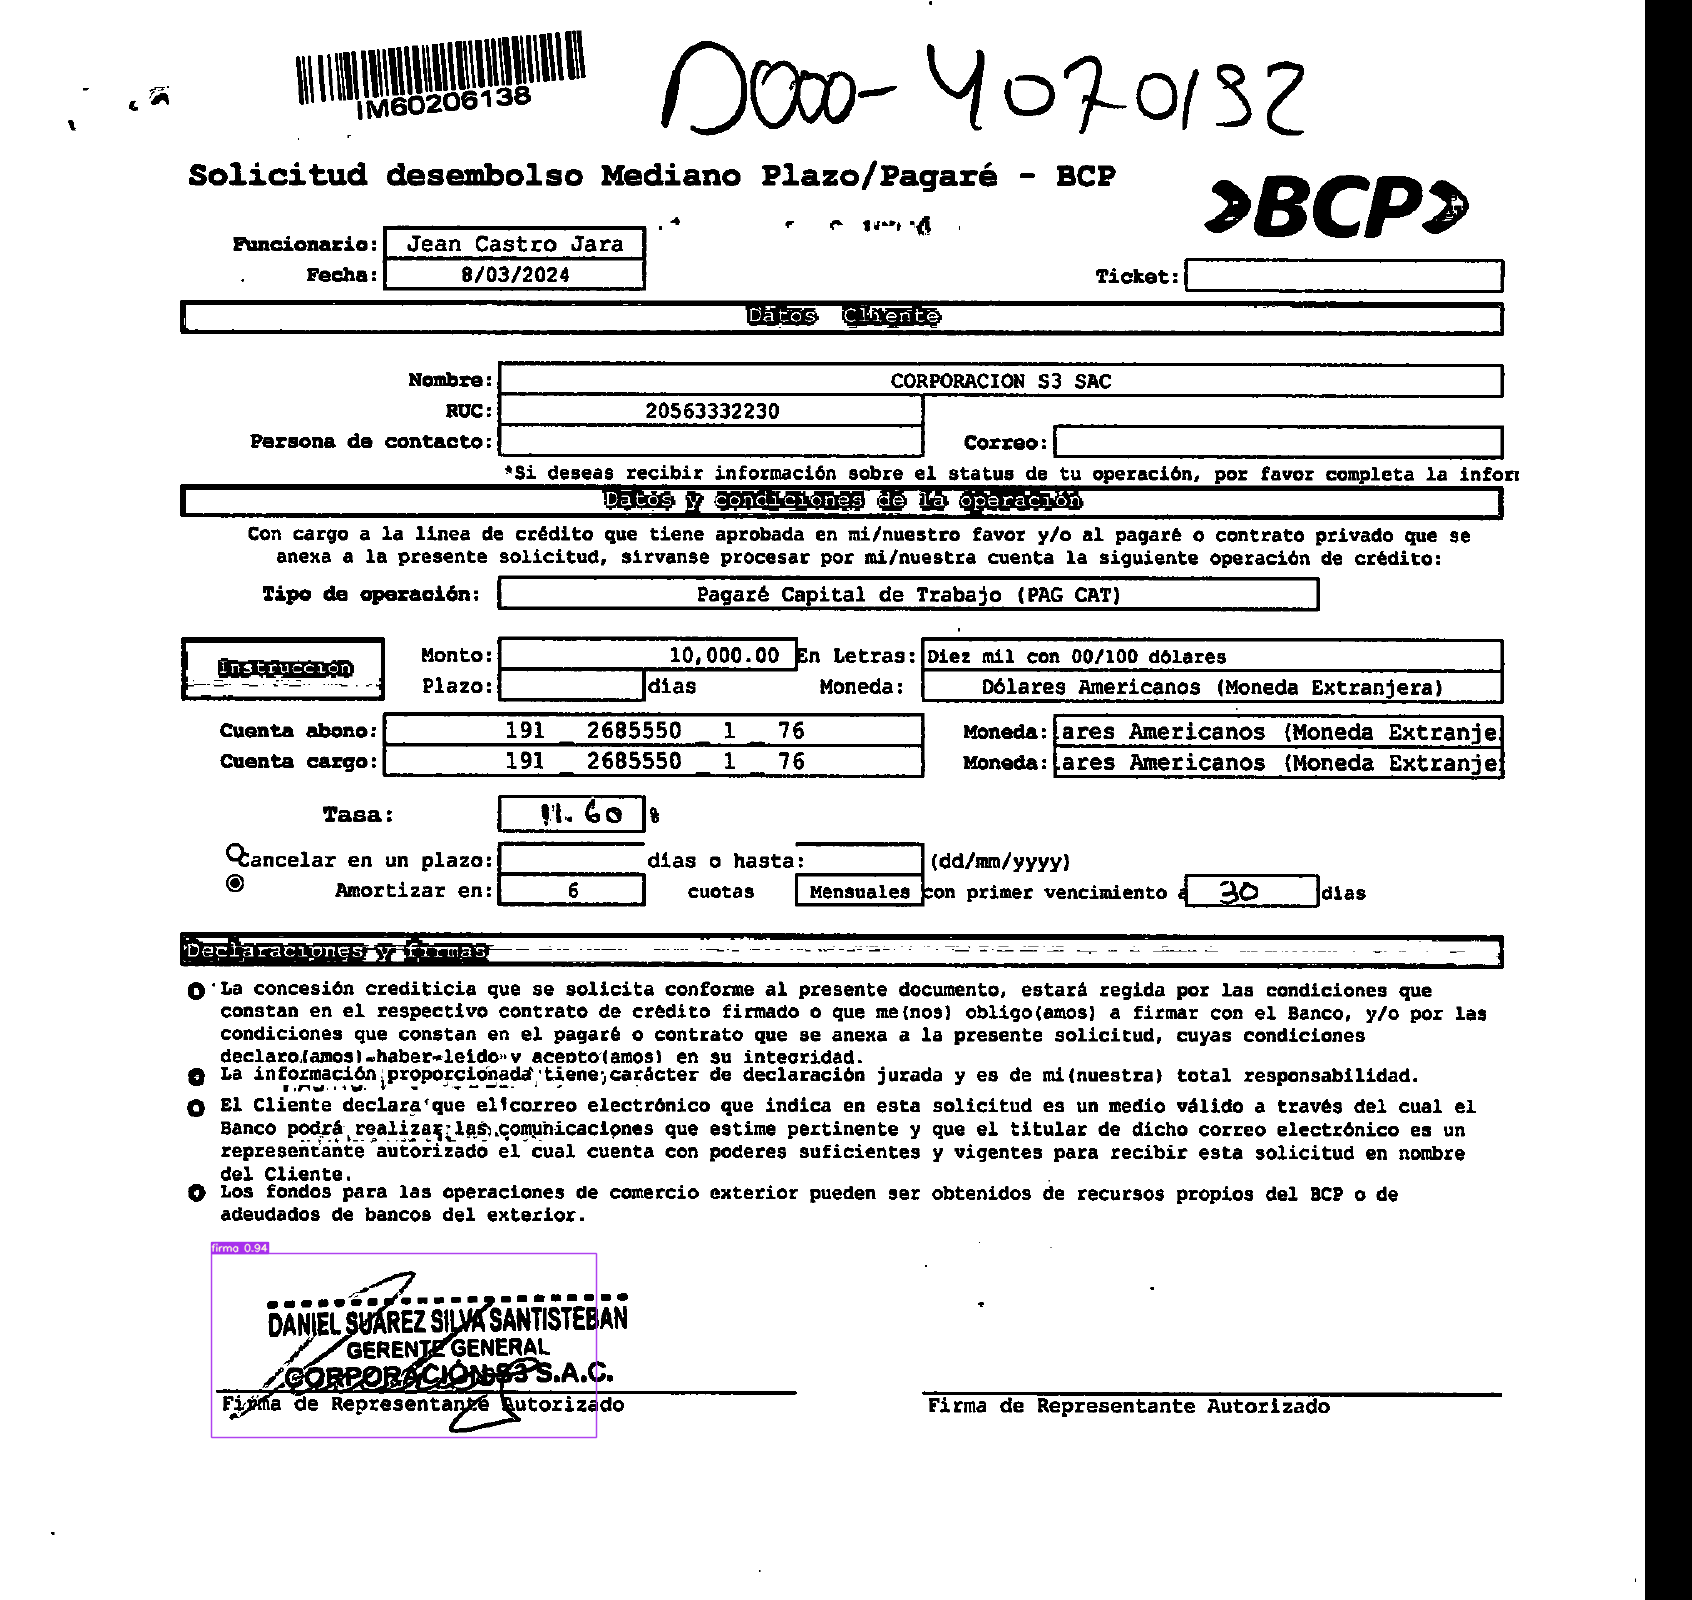 IM60206138
D000-4070192
Solicitud desembolso Mediano Plazo/Pagaré - BCP
BCP
Funcionario: Jean Castro Jara
Fecha: 8/03/2024
Ticket:
Datos Cliente
Nombre: CORPORACION S3 SAC
RUC: 20563332230
Persona de contacto: Correo:
*Si deseas recibir información sobre el status de tu operación, por favor completa la infor
Datos y condiciones de la operación
Con cargo a la linea de crédito que tiene aprobada en mi/nuestro favor y/o al pagaré o contrato privado que se
anexa a la presente solicitud, sirvanse procesar por mi/nuestra cuenta la siguiente operación de crédito:
Tipo de operación: Pagaré Capital de Trabajo (PAG CAT)
Instrucción
Monto: 10,000.00 En Letras: Diez mil con 00/100 dólares
Plazo: dias Moneda: Dólares Americanos (Moneda Extranjera)
Cuenta abono: 191 _ 2685550 _ 1 _ 76 Moneda: ares Americanos (Moneda Extranje
Cuenta cargo: 191 _ 2685550 _ 1 _ 76 Moneda: ares Americanos (Moneda Extranje
Tasa: 11.60 %
Cancelar en un plazo: dias o hasta: (dd/mm/yyyy)
Amortizar en: 6 cuotas Mensuales con primer vencimiento a 30 dias
Declaraciones y firmas
La concesión crediticia que se solicita conforme al presente documento, estará regida por las condiciones que
constan en el respectivo contrato de crédito firmado o que me(nos) obligo(amos) a firmar con el Banco, y/o por las
condiciones que constan en el pagaré o contrato que se anexa a la presente solicitud, cuyas condiciones
declaro(amos) haber leido y acepto(amos) en su integridad.
La información proporcionada tiene carácter de declaración jurada y es de mi(nuestra) total responsabilidad.
El Cliente declara que el correo electrónico que indica en esta solicitud es un medio válido a través del cual el
Banco podrá realizar las comunicaciones que estime pertinente y que el titular de dicho correo electrónico es un
representante autorizado el cual cuenta con poderes suficientes y vigentes para recibir esta solicitud en nombre
del Cliente.
Los fondos para las operaciones de comercio exterior pueden ser obtenidos de recursos propios del BCP o de
adeudados de bancos del exterior.
firma 0.94
DANIEL SUAREZ SILVA SANTISTEBAN
GERENTE GENERAL
CORPORACIÓN S3 S.A.C.
Firma de Representante Autorizado
Firma de Representante Autorizado